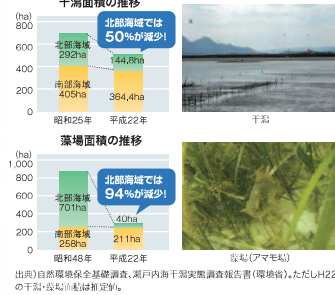 干潟面積の推移
(ha)
800
600
400
200
0
北部海域
292ha
南部海域
405ha
144.8ha
364.4ha
北部海域では
50%が減少!
昭和25年
平成22年
干潟
藻場面積の推移
(ha)
1,000
800
600
400
200
0
北部海域
701ha
南部海域
258ha
40ha
211ha
北部海域では
94%が減少!
昭和48年
平成22年
藻場(アマモ場)
出典)自然環境保全基礎調査、瀬戸内海干潟実態調査報告書(環境省)。ただしH22
の干潟・藻場面積は推定値。